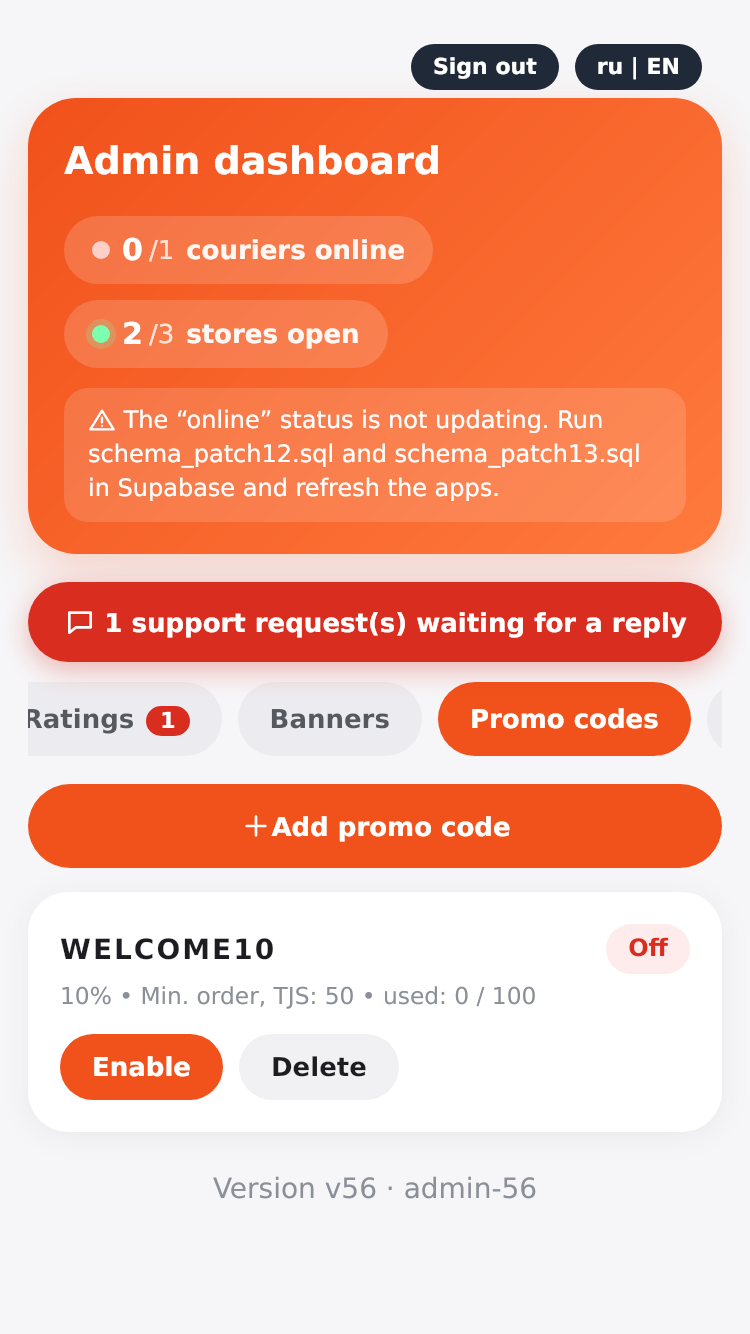 Sign out
ru | EN
Admin dashboard
0 /1 couriers online
2 /3 stores open
The “online” status is not updating. Run
schema_patch12.sql and schema_patch13.sql
in Supabase and refresh the apps.
1 support request(s) waiting for a reply
Ratings 1
Banners
Promo codes
+Add promo code
WELCOME10
Off
10% • Min. order, TJS: 50 • used: 0 / 100
Enable
Delete
Version v56 · admin-56